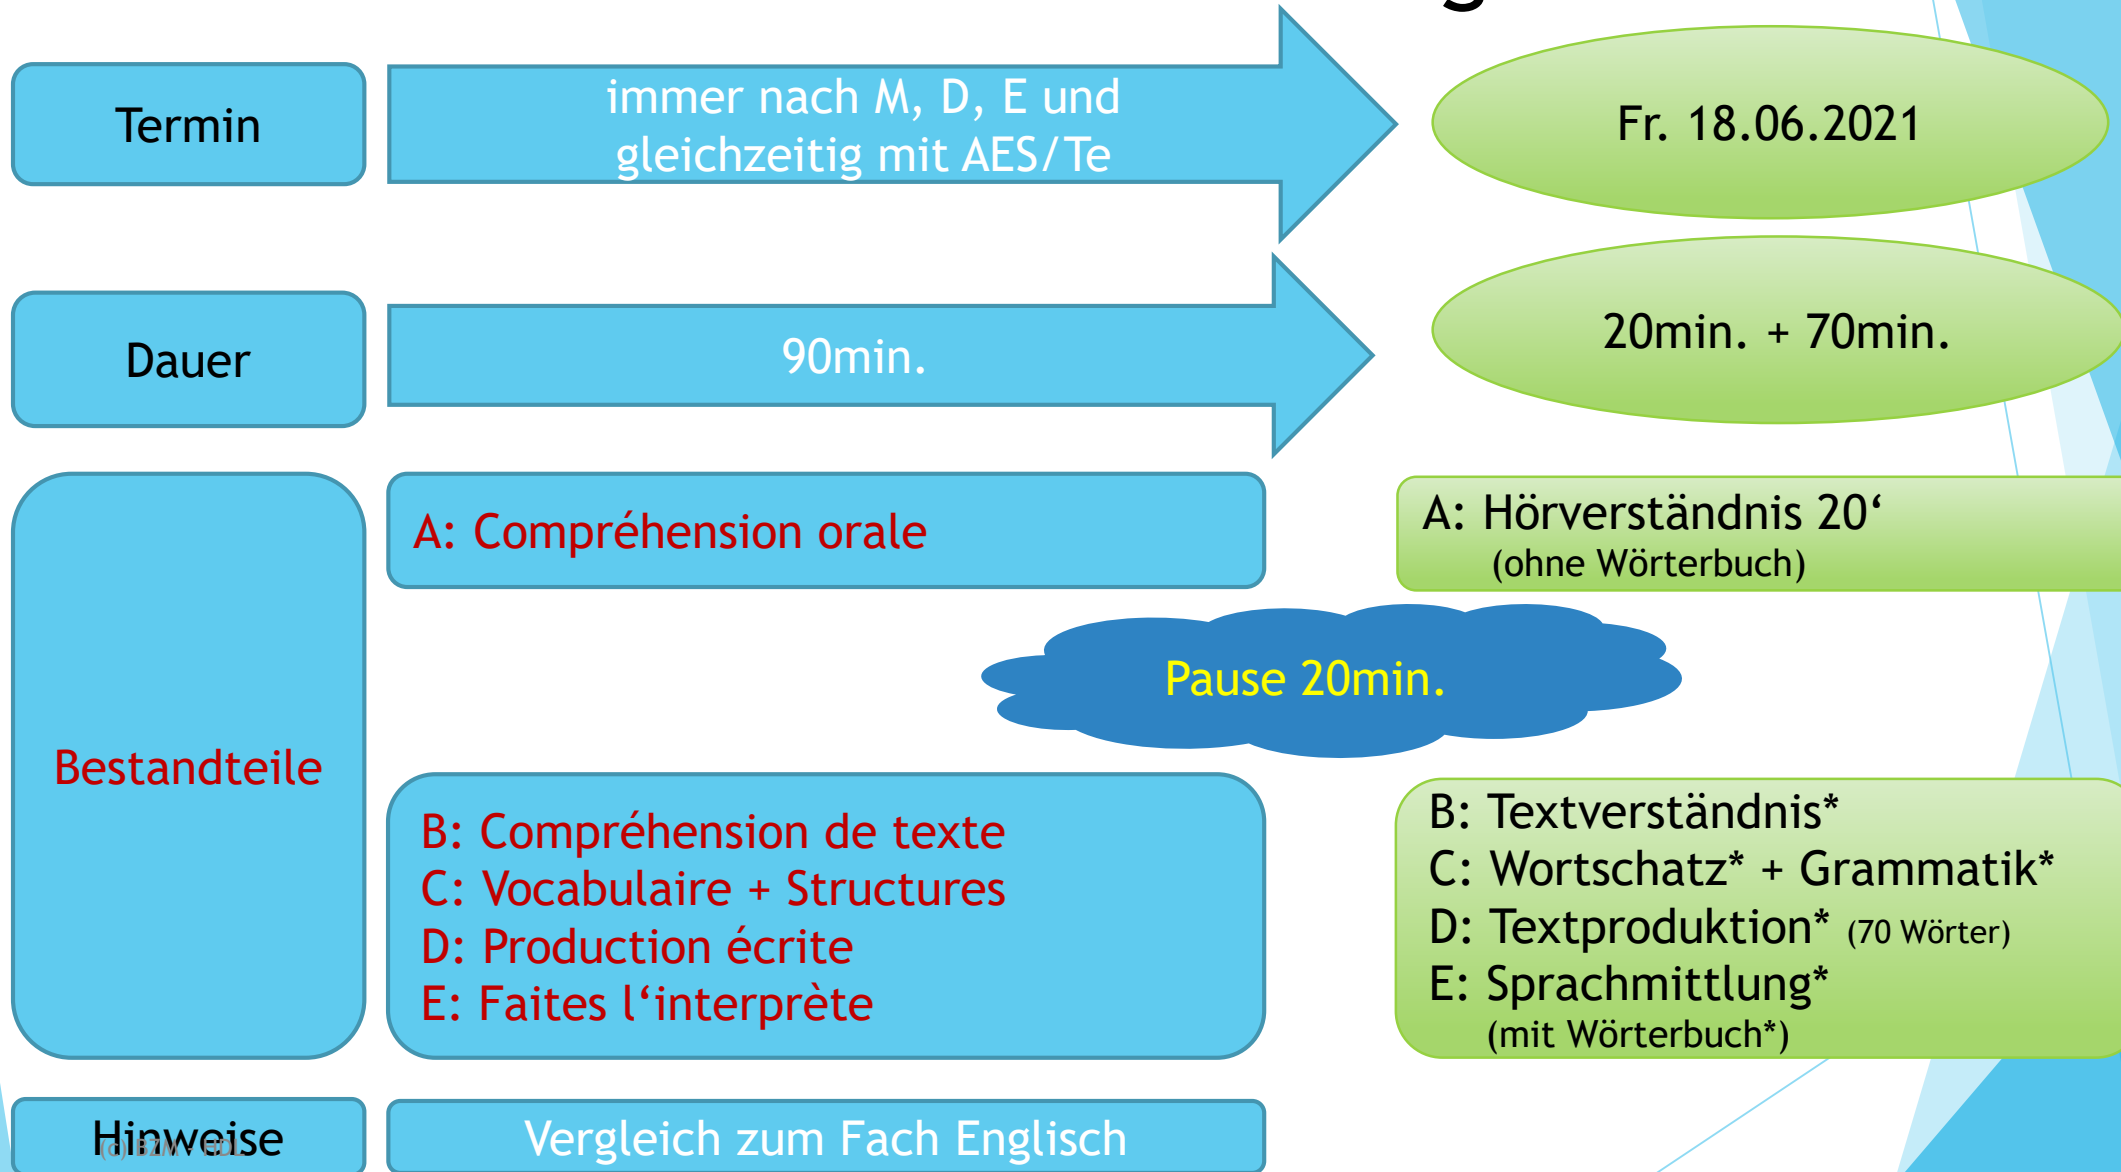 g
Termin
immer nach M, D, E und
gleichzeitig mit AES/Te
Fr. 18.06.2021
Dauer
90min.
20min. + 70min.
Bestandteile
A: Compréhension orale
A: Hörverständnis 20‘
(ohne Wörterbuch)
Pause 20min.
B: Compréhension de texte
C: Vocabulaire + Structures
D: Production écrite
E: Faites l‘interprète
B: Textverständnis*
C: Wortschatz* + Grammatik*
D: Textproduktion* (70 Wörter)
E: Sprachmittlung*
(mit Wörterbuch*)
Hinweise
(c) BZM - HDL
Vergleich zum Fach Englisch